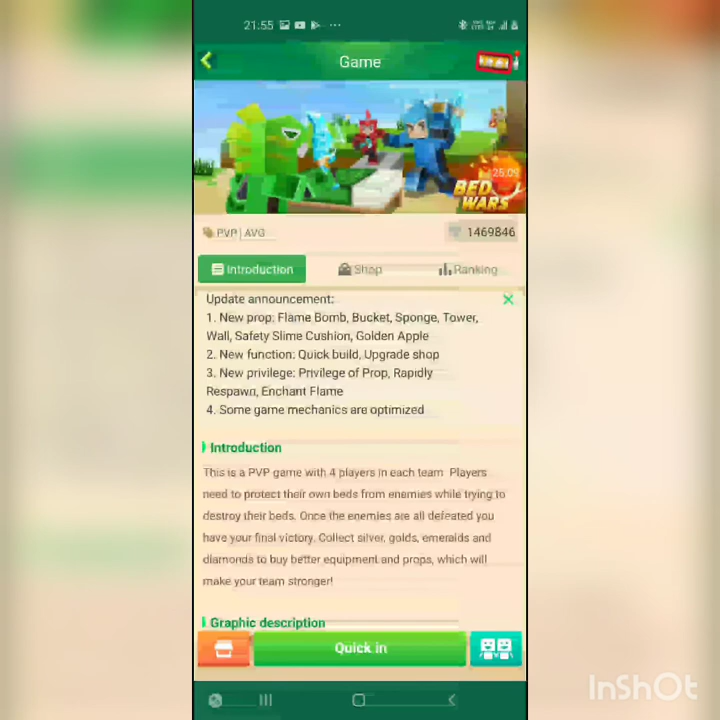 21.55
Game
25:09
BED
WARS
PVP | AVG
1469846
Introduction
Shop
Ranking
Update announcement:
1. New prop: Flame Bomb, Bucket, Sponge, Tower,
Wall, Safety Slime Cushion, Golden Apple
2. New function: Quick build, Upgrade shop
3. New privilege: Privilege of Prop, Rapidly
Respawn, Enchant Flame
4. Some game mechanics are optimized
Introduction
This is a PVP game with 4 players in each team Players
need to protect their own beds from enemies while trying to
destroy their beds. Once the enemies are all defeated you
have your final victory. Collect silver, golds, emeralds and
diamonds to buy better equipment and props, which will
make your team stronger!
Graphic description
Quick in
InShOt